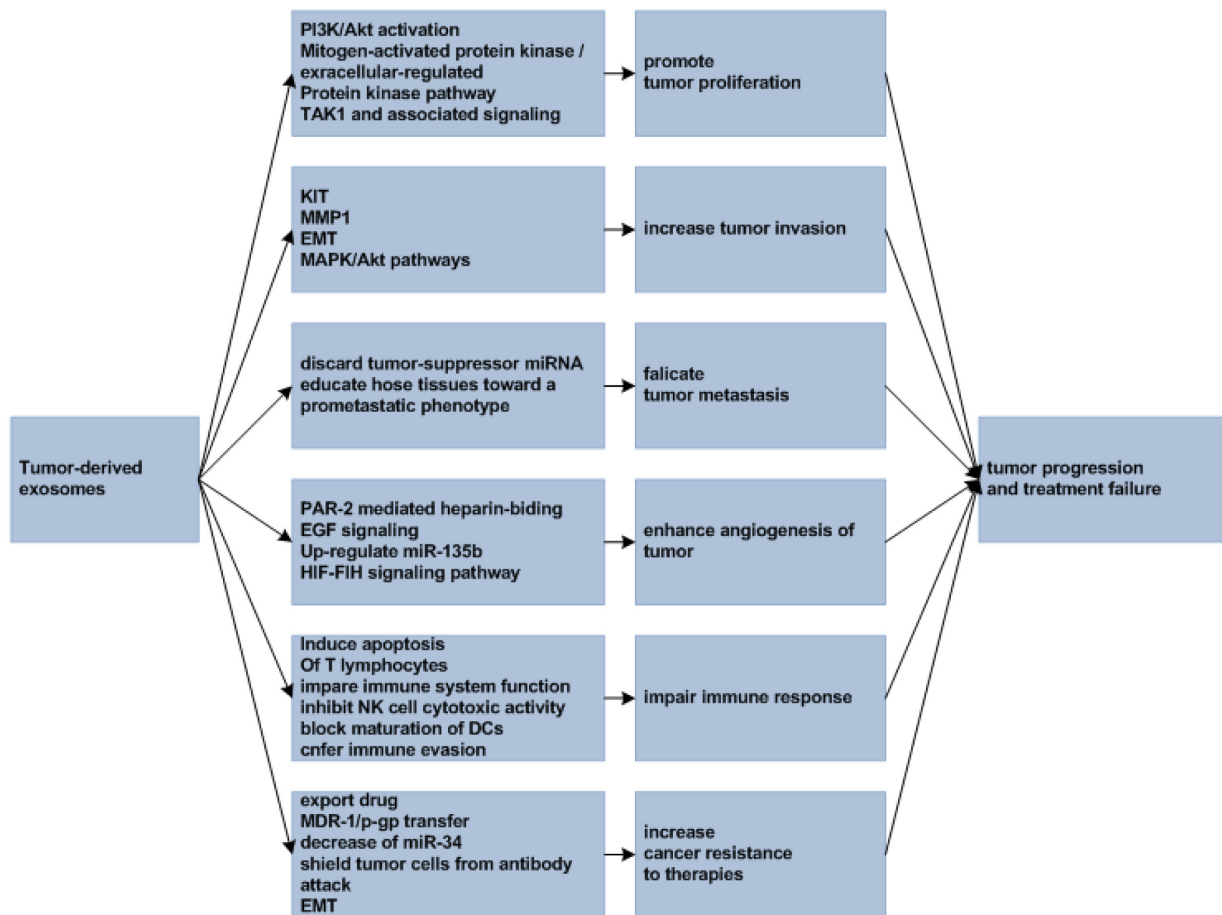 PI3K/Akt activation
Mitogen-activated protein kinase /
extracellular-regulated
Protein kinase pathway
TAK1 and associated signaling
promote
tumor proliferation
KIT
MMP1
EMT
MAPK/Akt pathways
increase tumor invasion
discard tumor-suppressor miRNA
educate hose tissues toward a
prometastatic phenotype
falicate
tumor metastasis
Tumor-derived
exosomes
tumor progression
and treatment failure
PAR-2 mediated heparin-biding
EGF signaling
Up-regulate miR-135b
HIF-FIH signaling pathway
enhance angiogenesis of
tumor
Induce apoptosis
Of T lymphocytes
impare immune system function
inhibit NK cell cytotoxic activity
block maturation of DCs
cnfer immune evasion
impair immune response
export drug
MDR-1/p-gp transfer
decrease of miR-34
shield tumor cells from antibody
attack
EMT
increase
cancer resistance
to therapies